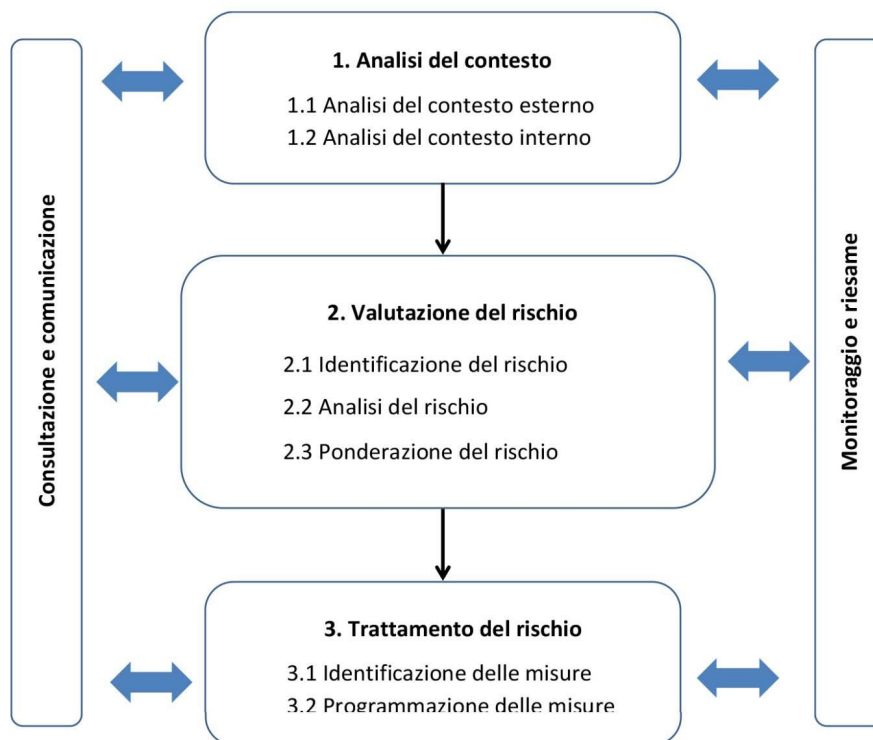 Consultazione e comunicazione
1. Analisi del contesto
1.1 Analisi del contesto esterno
1.2 Analisi del contesto interno
2. Valutazione del rischio
2.1 Identificazione del rischio
2.2 Analisi del rischio
2.3 Ponderazione del rischio
3. Trattamento del rischio
3.1 Identificazione delle misure
3.2 Programmazione delle misure
Monitoraggio e riesame